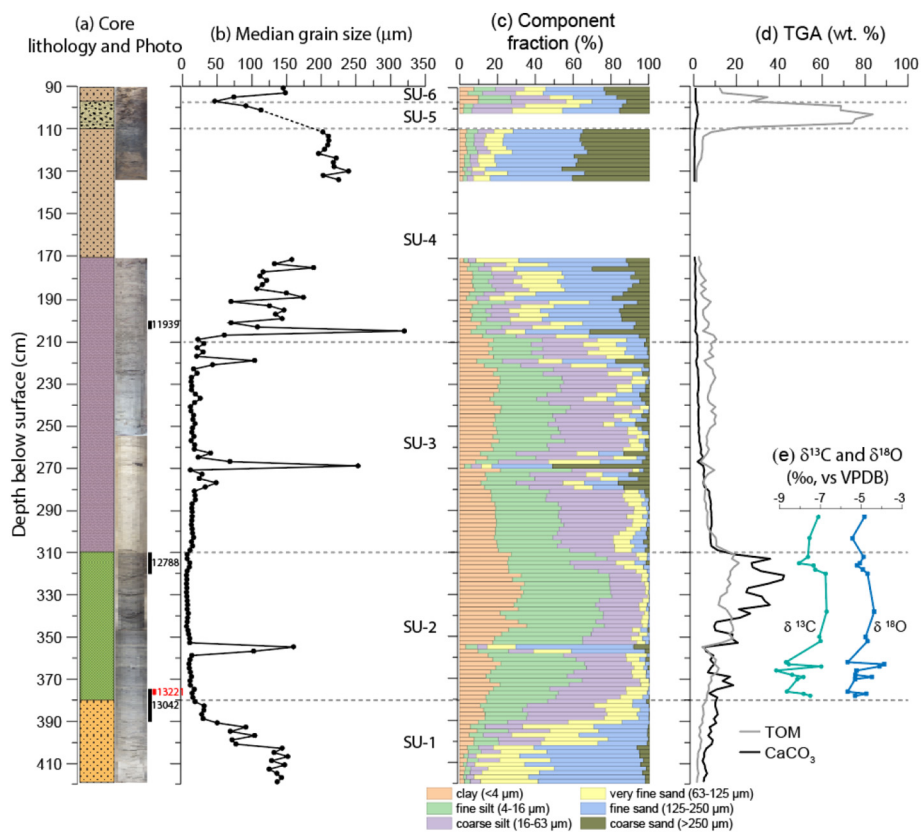 (a) Core
lithology and Photo
(b) Median grain size (µm)
(c) Component
fraction (%)
(d) TGA (wt. %)
0 50 100 150 200 250 300 350
0 20 40 60 80 100
0 20 40 60 80 100
Depth below surface (cm)
90
110
130
150
170
190
210
230
250
270
290
310
330
350
370
390
410
11939
12788
13221
13042
SU-6
SU-5
SU-4
SU-3
SU-2
SU-1
(e) δ¹³C and δ¹⁸O
(‰, vs VPDB)
-9 -7 -5 -3
δ ¹³C
δ ¹⁸O
TOM
CaCO₃
clay (<4 µm)
fine silt (4-16 µm)
coarse silt (16-63 µm)
very fine sand (63-125 µm)
fine sand (125-250 µm)
coarse sand (>250 µm)